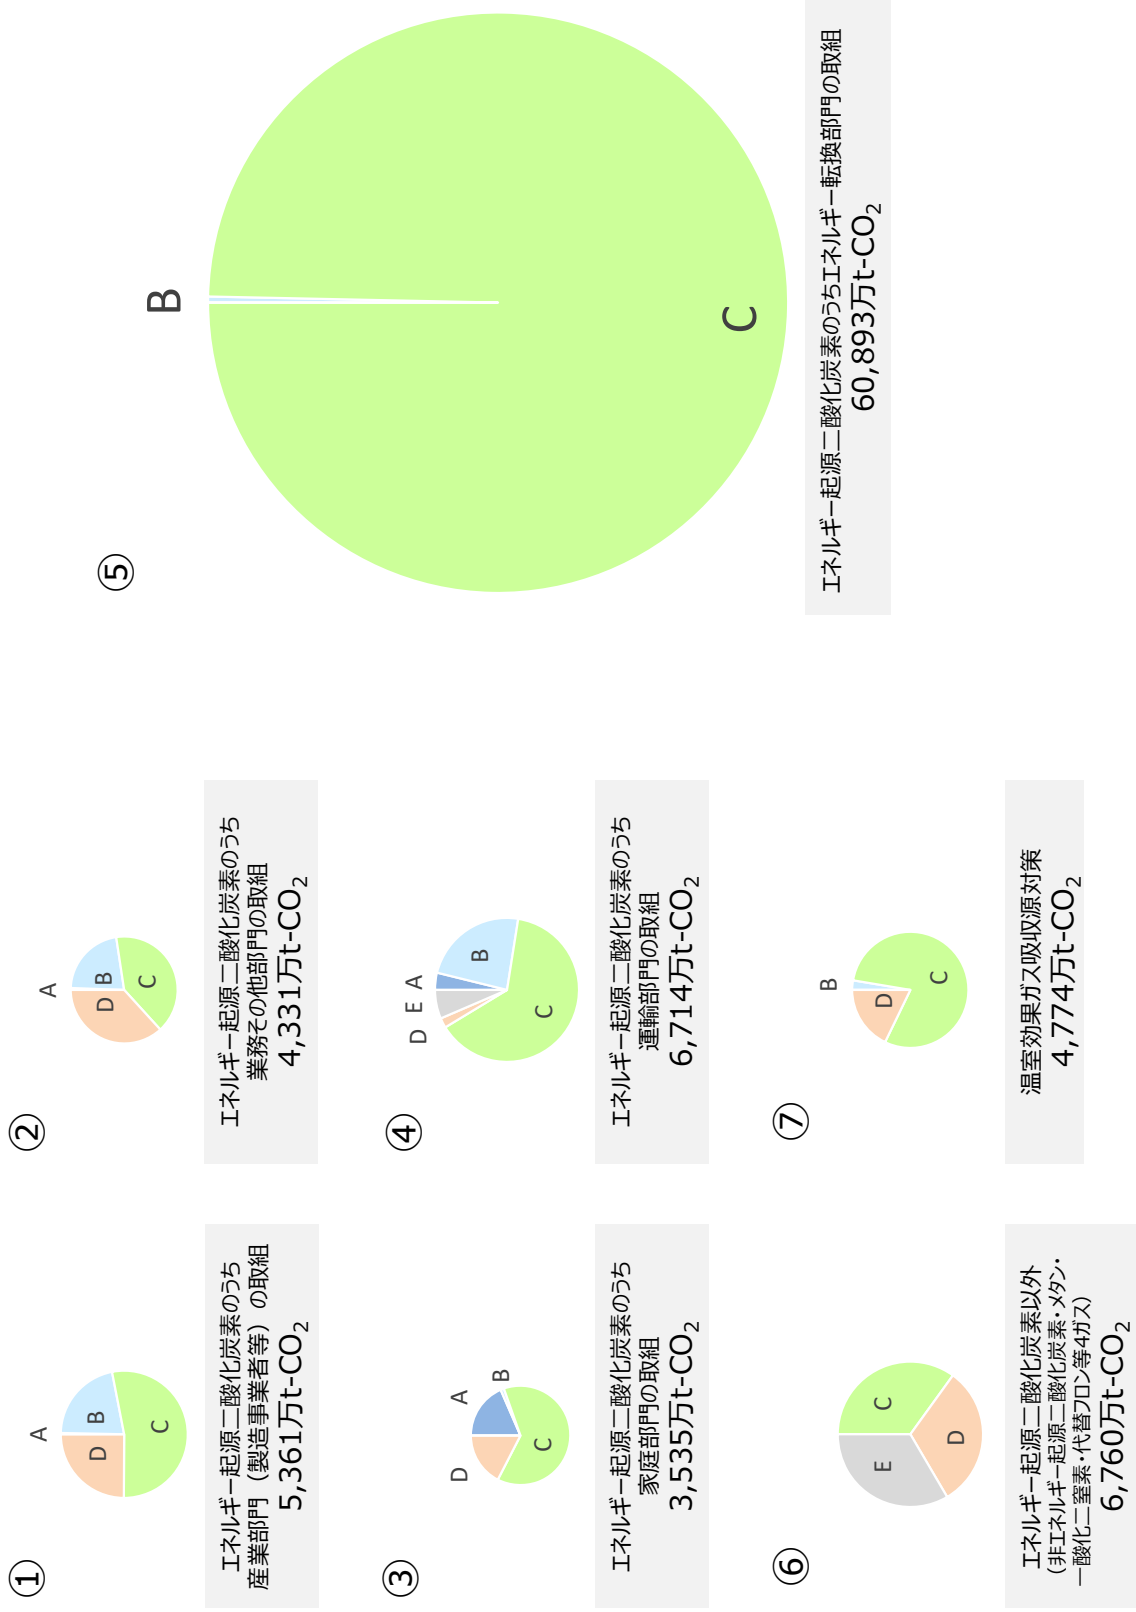 ①
A
B
C
D
エネルギー起源二酸化炭素のうち
産業部門（製造事業者等）の取組
5,361万t-CO₂
②
A
B
C
D
エネルギー起源二酸化炭素のうち
業務その他部門の取組
4,331万t-CO₂
③
A
B
C
D
エネルギー起源二酸化炭素のうち
家庭部門の取組
3,535万t-CO₂
④
D E A
B
C
エネルギー起源二酸化炭素のうち
運輸部門の取組
6,714万t-CO₂
⑤
B
C
エネルギー起源二酸化炭素のうちエネルギー転換部門の取組
60,893万t-CO₂
⑥
E
C
D
エネルギー起源二酸化炭素以外
（非エネルギー起源二酸化炭素・メタン・
一酸化二窒素・代替フロン等4ガス）
6,760万t-CO₂
⑦
B
D
C
温室効果ガス吸収源対策
4,774万t-CO₂